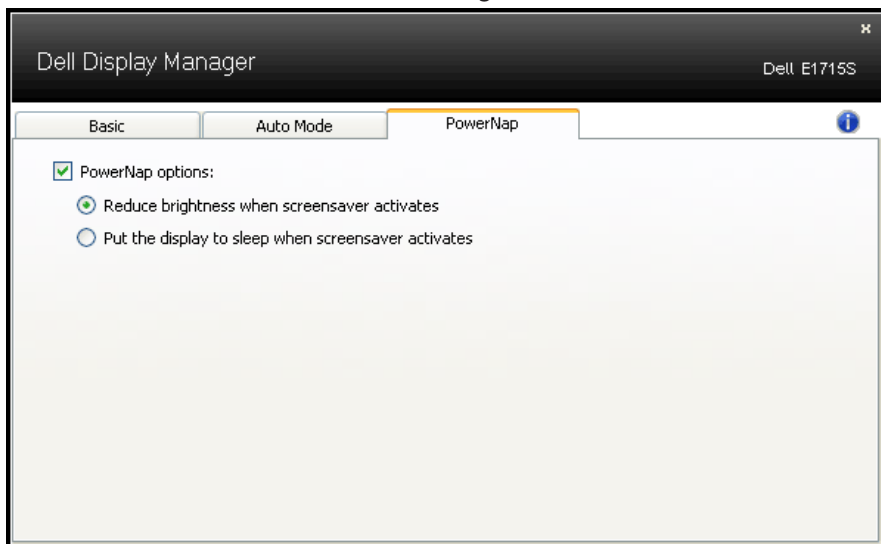 Dell Display Manager
Dell E1715S
Basic
Auto Mode
PowerNap
PowerNap options:
Reduce brightness when screensaver activates
Put the display to sleep when screensaver activates